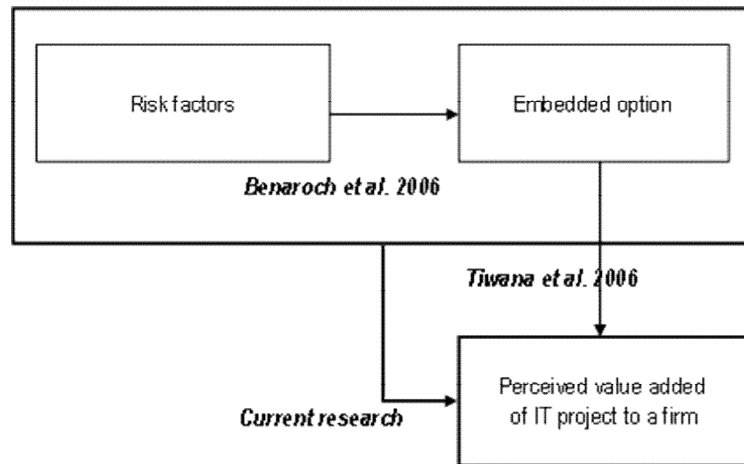 Risk factors
Embedded option
Benaroch et al. 2006
Tiwana et al. 2006
Perceived value added
of IT project to a firm
Current research